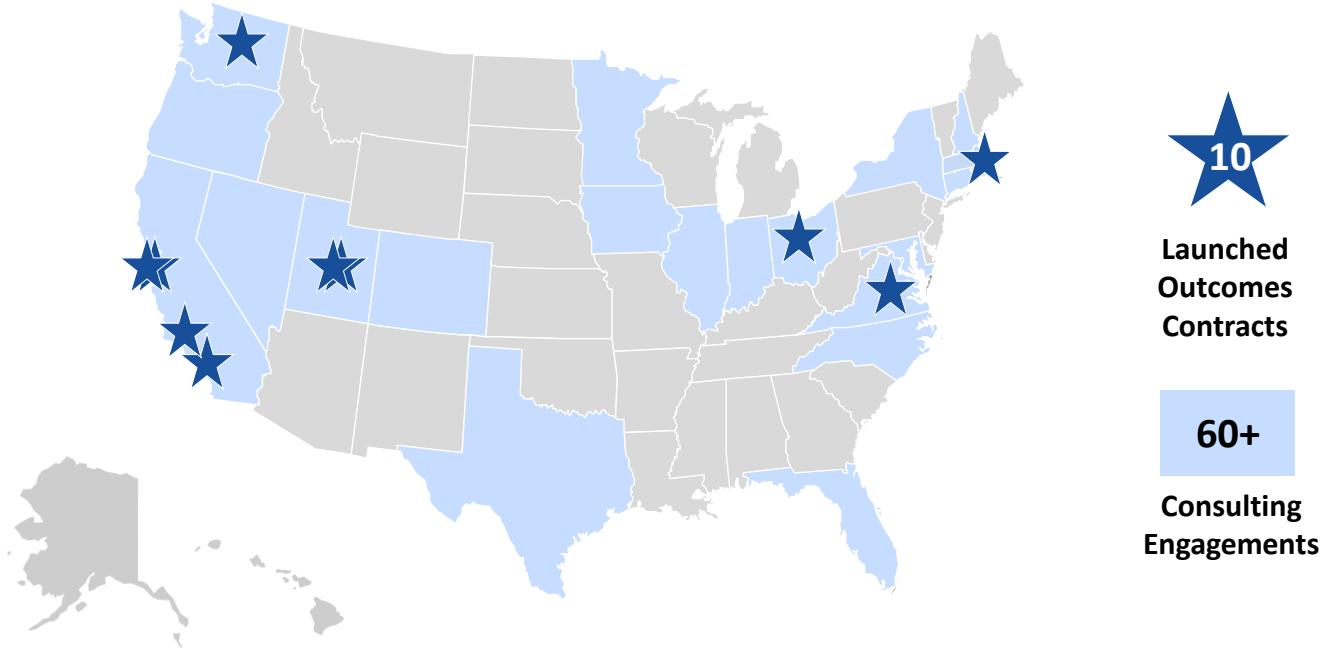 10
Launched
Outcomes
Contracts
60+
Consulting
Engagements